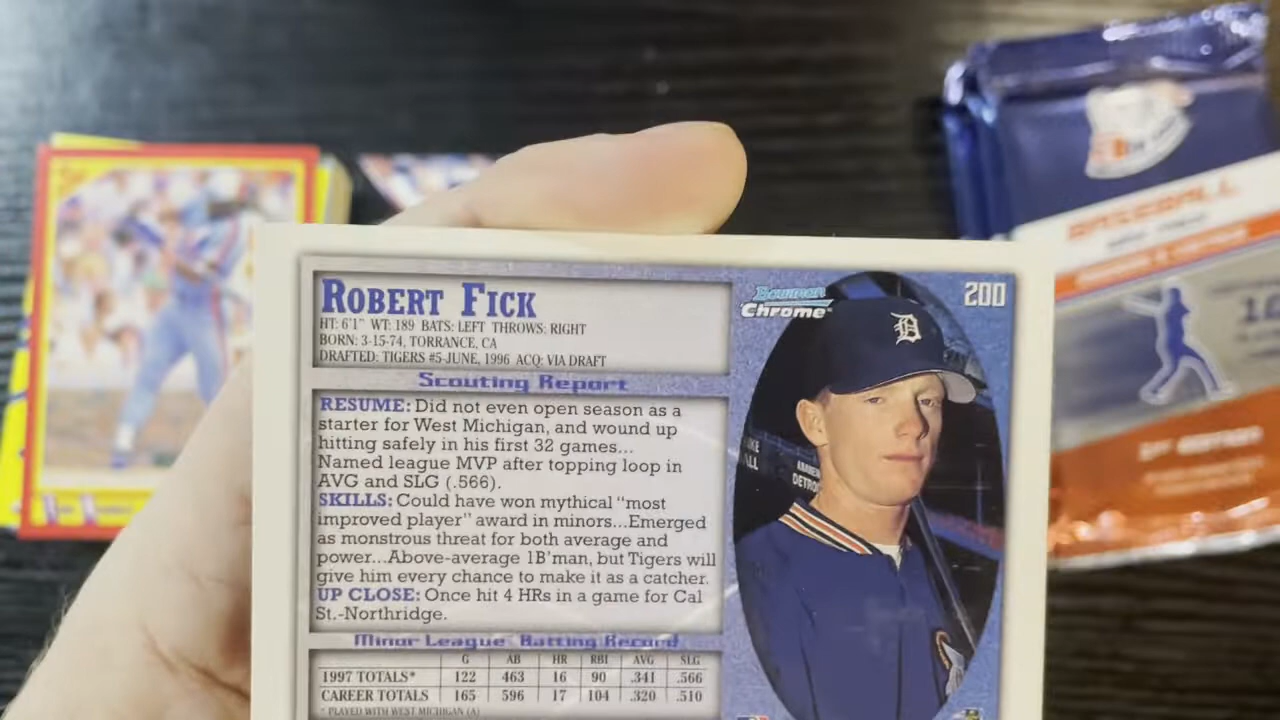 ROBERT FICK
HT: 6'1" WT: 189 BATS: LEFT THROWS: RIGHT
BORN: 3-15-74, TORRANCE, CA
DRAFTED: TIGERS #5-JUNE, 1996 ACQ: VIA DRAFT
Bowman
Chrome
200
Scouting Report
RESUME: Did not even open season as a
starter for West Michigan, and wound up
hitting safely in his first 32 games...
Named league MVP after topping loop in
AVG and SLG (.566).
SKILLS: Could have won mythical "most
improved player" award in minors...Emerged
as monstrous threat for both average and
power...Above-average 1B'man, but Tigers will
give him every chance to make it as a catcher.
UP CLOSE: Once hit 4 HRs in a game for Cal
St.-Northridge.
Minor League Batting Record
G AB HR RBI AVG SLG
1997 TOTALS* 122 463 16 90 .341 .566
CAREER TOTALS 165 596 17 104 .320 .510
* PLAYED WITH WEST MICHIGAN (A)
D
BASEBALL